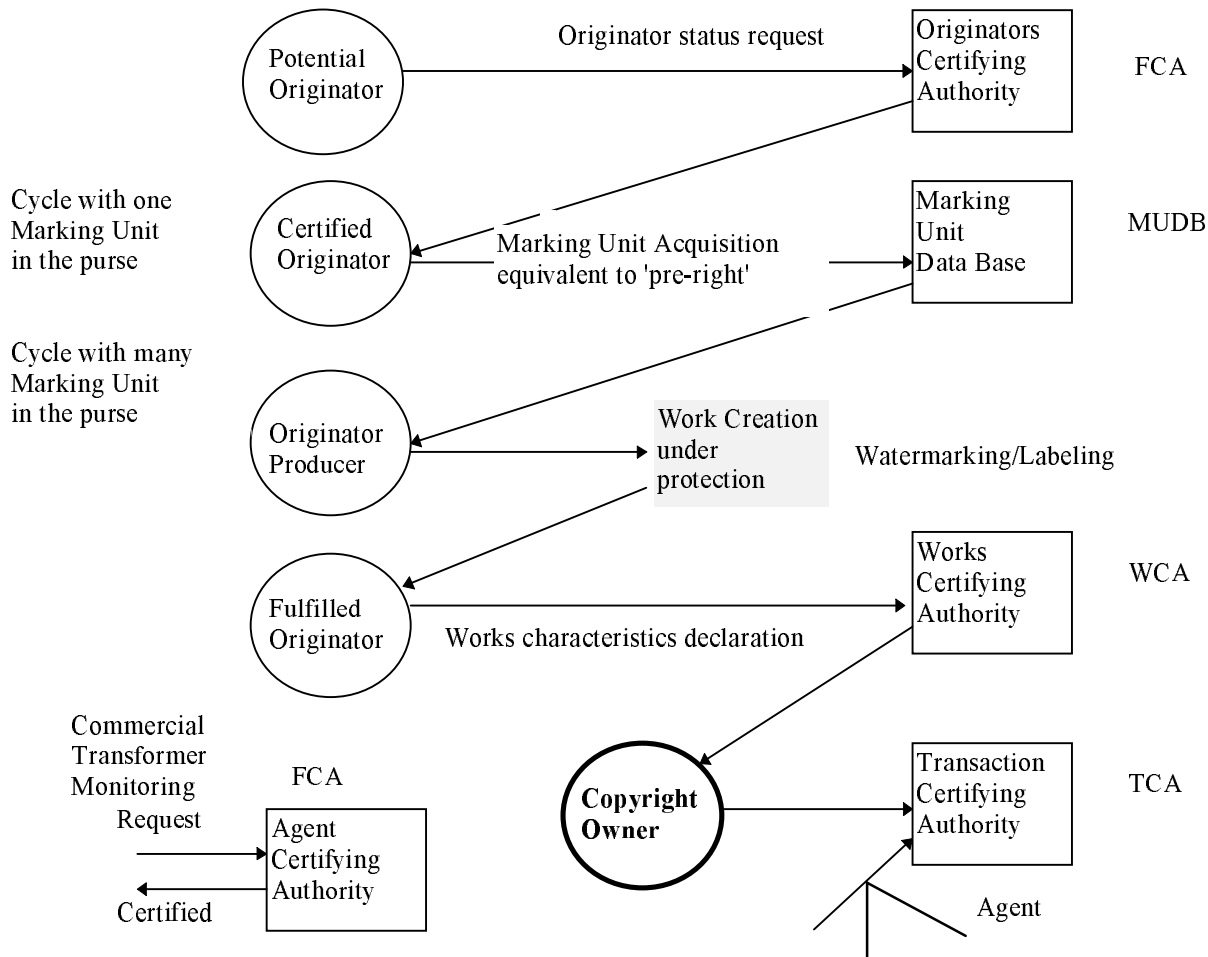 Originator status request
Potential
Originator
Originators
Certifying
Authority
FCA
Cycle with one
Marking Unit
in the purse
Certified
Originator
Marking Unit Acquisition
equivalent to 'pre-right'
Marking
Unit
Data Base
MUDB
Cycle with many
Marking Unit
in the purse
Originator
Producer
Work Creation
under
protection
Watermarking/Labeling
Fulfilled
Originator
Works characteristics declaration
Works
Certifying
Authority
WCA
Commercial
Transformer
Monitoring
Request
FCA
Agent
Certifying
Authority
Certified
Copyright
Owner
Transaction
Certifying
Authority
TCA
Agent